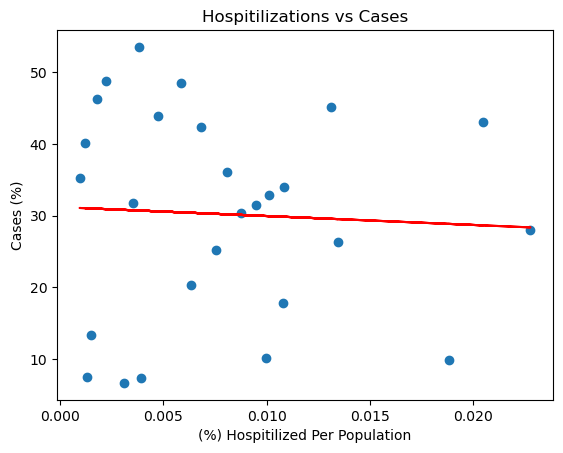 Hospitilizations vs Cases
50
40
30
20
10
Cases (%)
0.000 0.005 0.010 0.015 0.020
(%) Hospitilized Per Population